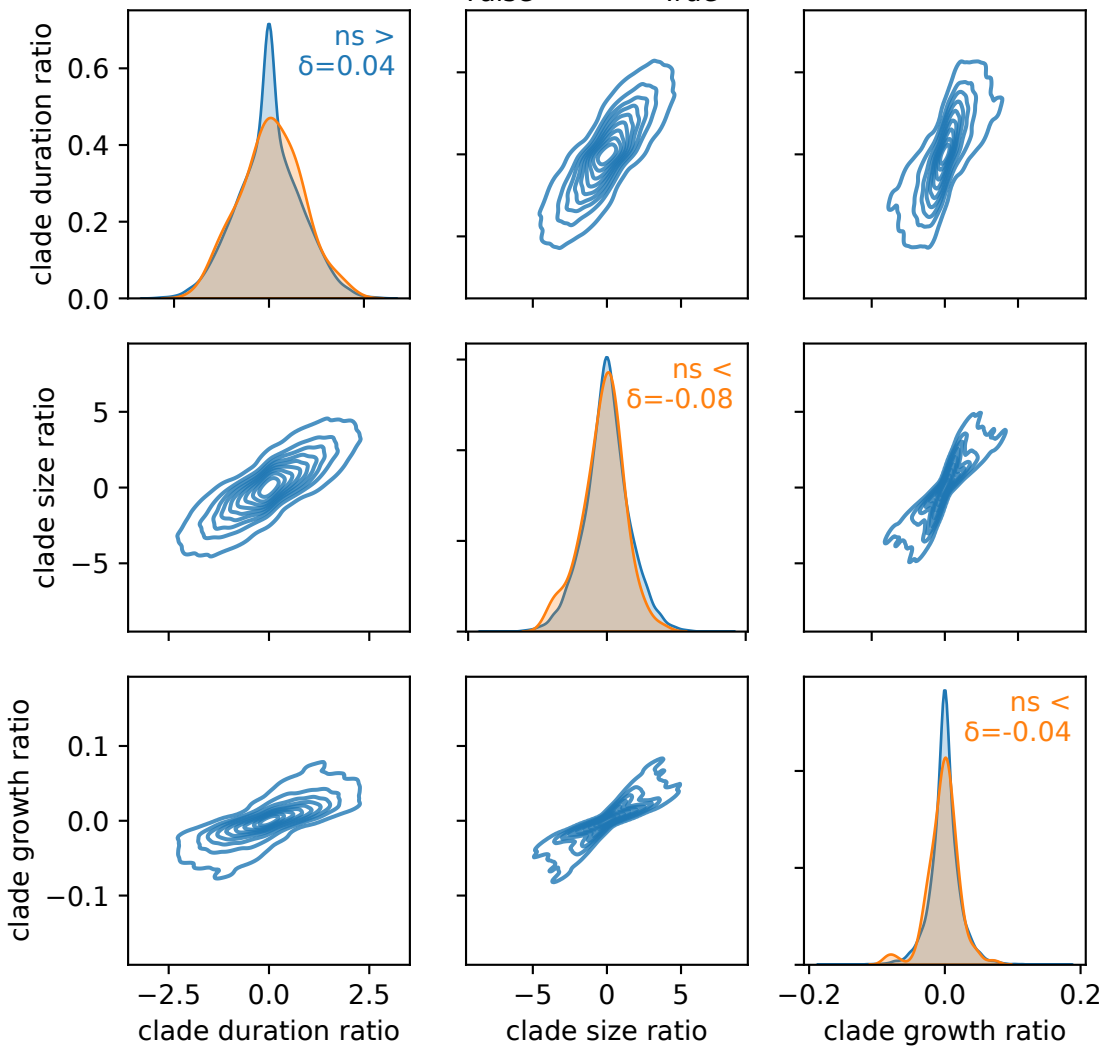 clade duration ratio
0.6
0.4
0.2
0.0
ns >
δ=0.04
clade size ratio
5
0
−5
ns <
δ=-0.08
clade growth ratio
0.1
0.0
−0.1
ns <
δ=-0.04
−2.5 0.0 2.5
−5 0 5
−0.2 0.0 0.2
clade duration ratio
clade size ratio
clade growth ratio